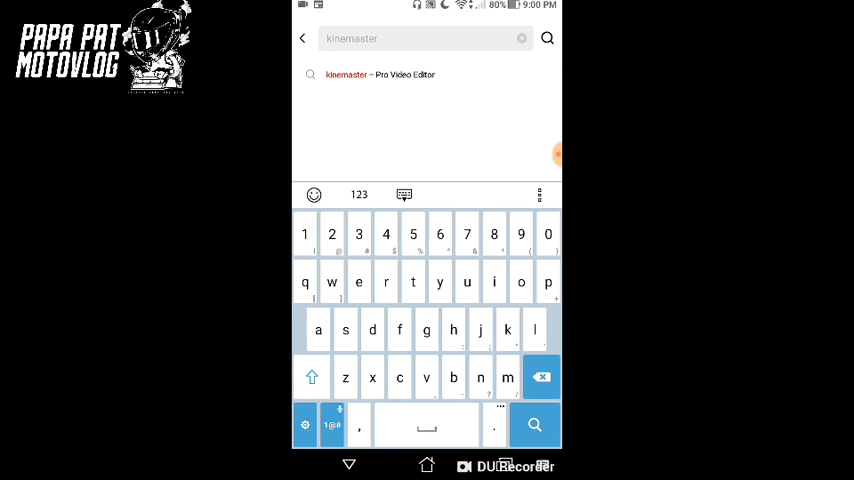 PAPA PAT
MOTOVLOG
80% 9:00 PM
kinemaster
kinemaster – Pro Video Editor
123
1 2 3 4 5 6 7 8 9 0
q w e r t y u i o p
a s d f g h j k l
z x c v b n m
1@# , .
DU Recorder